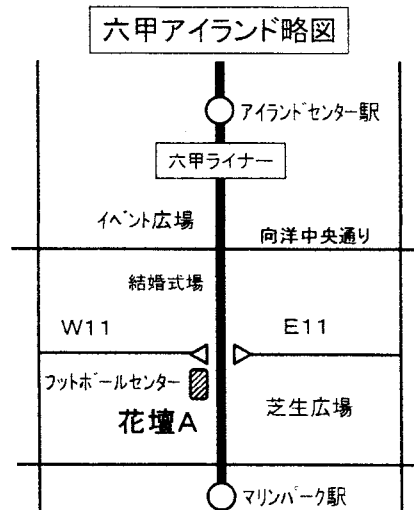 六甲アイランド略図
アイランドセンター駅
六甲ライナー
イベント広場
向洋中央通り
結婚式場
W11
E11
フットボールセンター
花壇A
芝生広場
マリンパーク駅